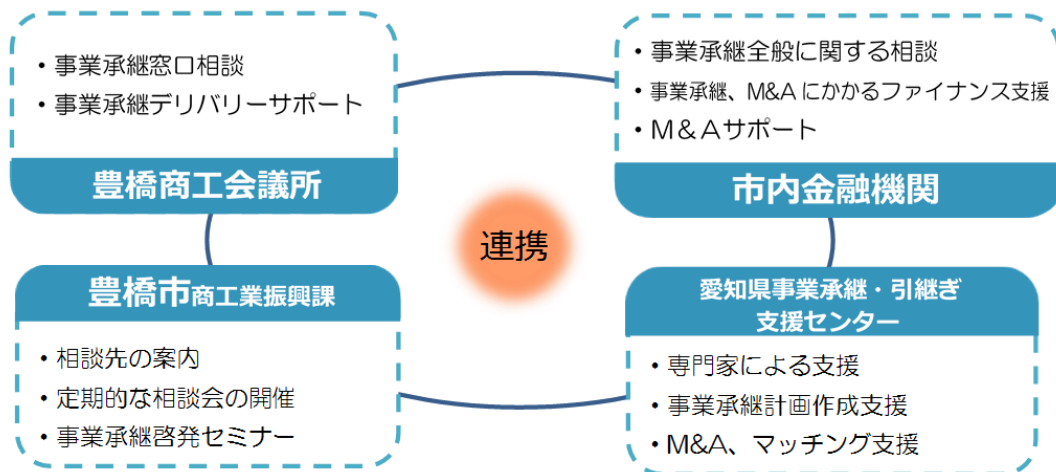 ・事業承継窓口相談
・事業承継デリバリーサポート
豊橋商工会議所
・事業承継全般に関する相談
・事業承継、M&Aにかかるファイナンス支援
・M&Aサポート
市内金融機関
連携
豊橋市商工業振興課
・相談先の案内
・定期的な相談会の開催
・事業承継啓発セミナー
愛知県事業承継・引継ぎ
支援センター
・専門家による支援
・事業承継計画作成支援
・M&A、マッチング支援